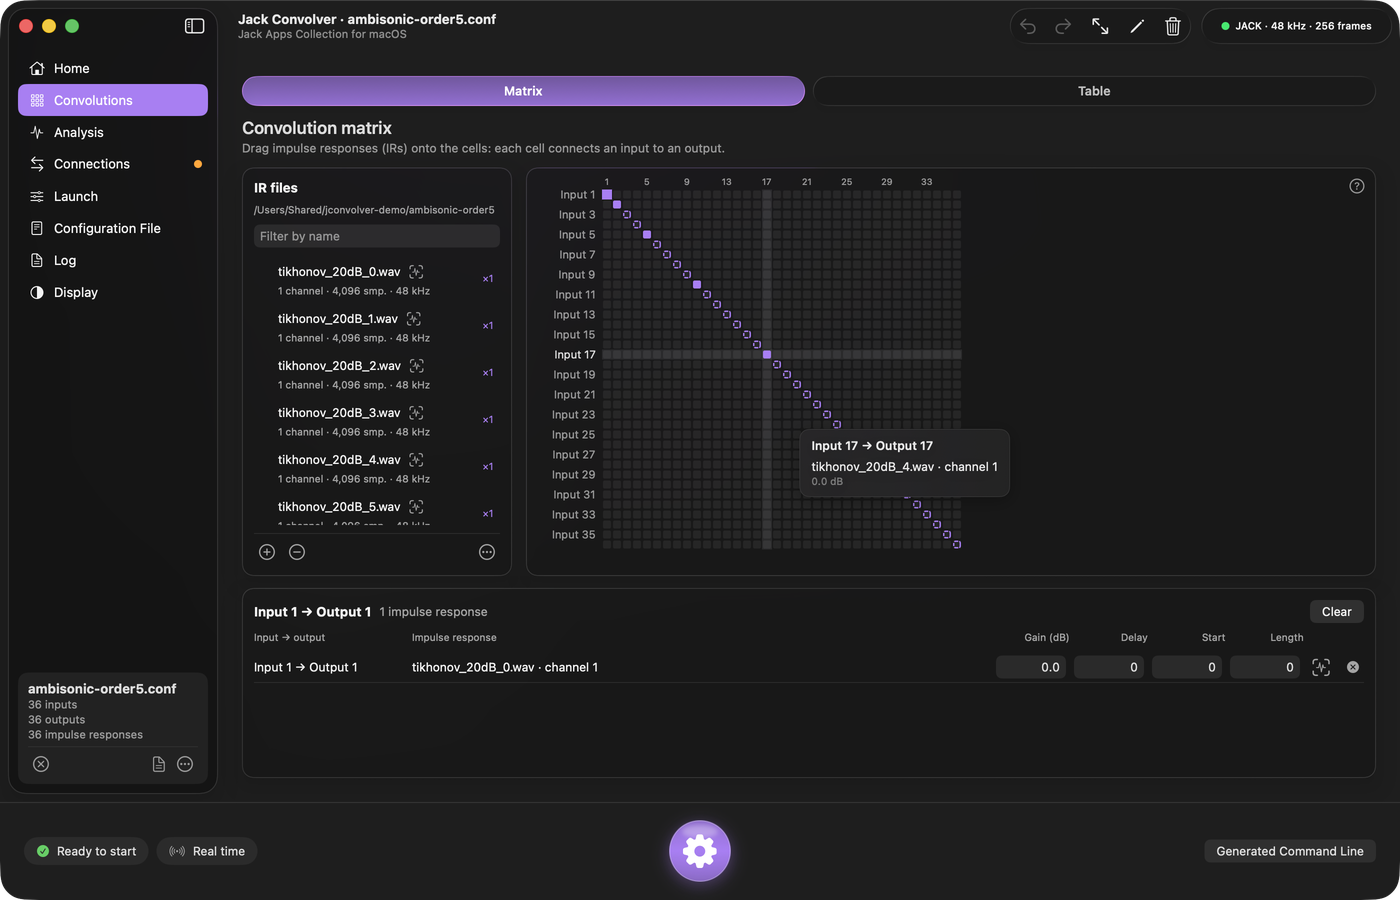 Jack Convolver · ambisonic-order5.conf
Jack Apps Collection for macOS
JACK · 48 kHz · 256 frames
Home
Convolutions
Analysis
Connections
Launch
Configuration File
Log
Display
Matrix
Table
Convolution matrix
Drag impulse responses (IRs) onto the cells: each cell connects an input to an output.
IR files
/Users/Shared/jconvolver-demo/ambisonic-order5
Filter by name
tikhonov_20dB_0.wav
1 channel · 4,096 smp. · 48 kHz
×1
tikhonov_20dB_1.wav
1 channel · 4,096 smp. · 48 kHz
×1
tikhonov_20dB_2.wav
1 channel · 4,096 smp. · 48 kHz
×1
tikhonov_20dB_3.wav
1 channel · 4,096 smp. · 48 kHz
×1
tikhonov_20dB_4.wav
1 channel · 4,096 smp. · 48 kHz
×1
tikhonov_20dB_5.wav
1 channel · 4,096 smp. · 48 kHz
×1
1 5 9 13 17 21 25 29 33
Input 1
Input 3
Input 5
Input 7
Input 9
Input 11
Input 13
Input 15
Input 17
Input 19
Input 21
Input 23
Input 25
Input 27
Input 29
Input 31
Input 33
Input 35
Input 17 → Output 17
tikhonov_20dB_4.wav · channel 1
0.0 dB
Input 1 → Output 1 1 impulse response
Clear
Input → output Impulse response Gain (dB) Delay Start Length
Input 1 → Output 1 tikhonov_20dB_0.wav · channel 1 0.0 0 0 0
ambisonic-order5.conf
36 inputs
36 outputs
36 impulse responses
Ready to start
Real time
Generated Command Line